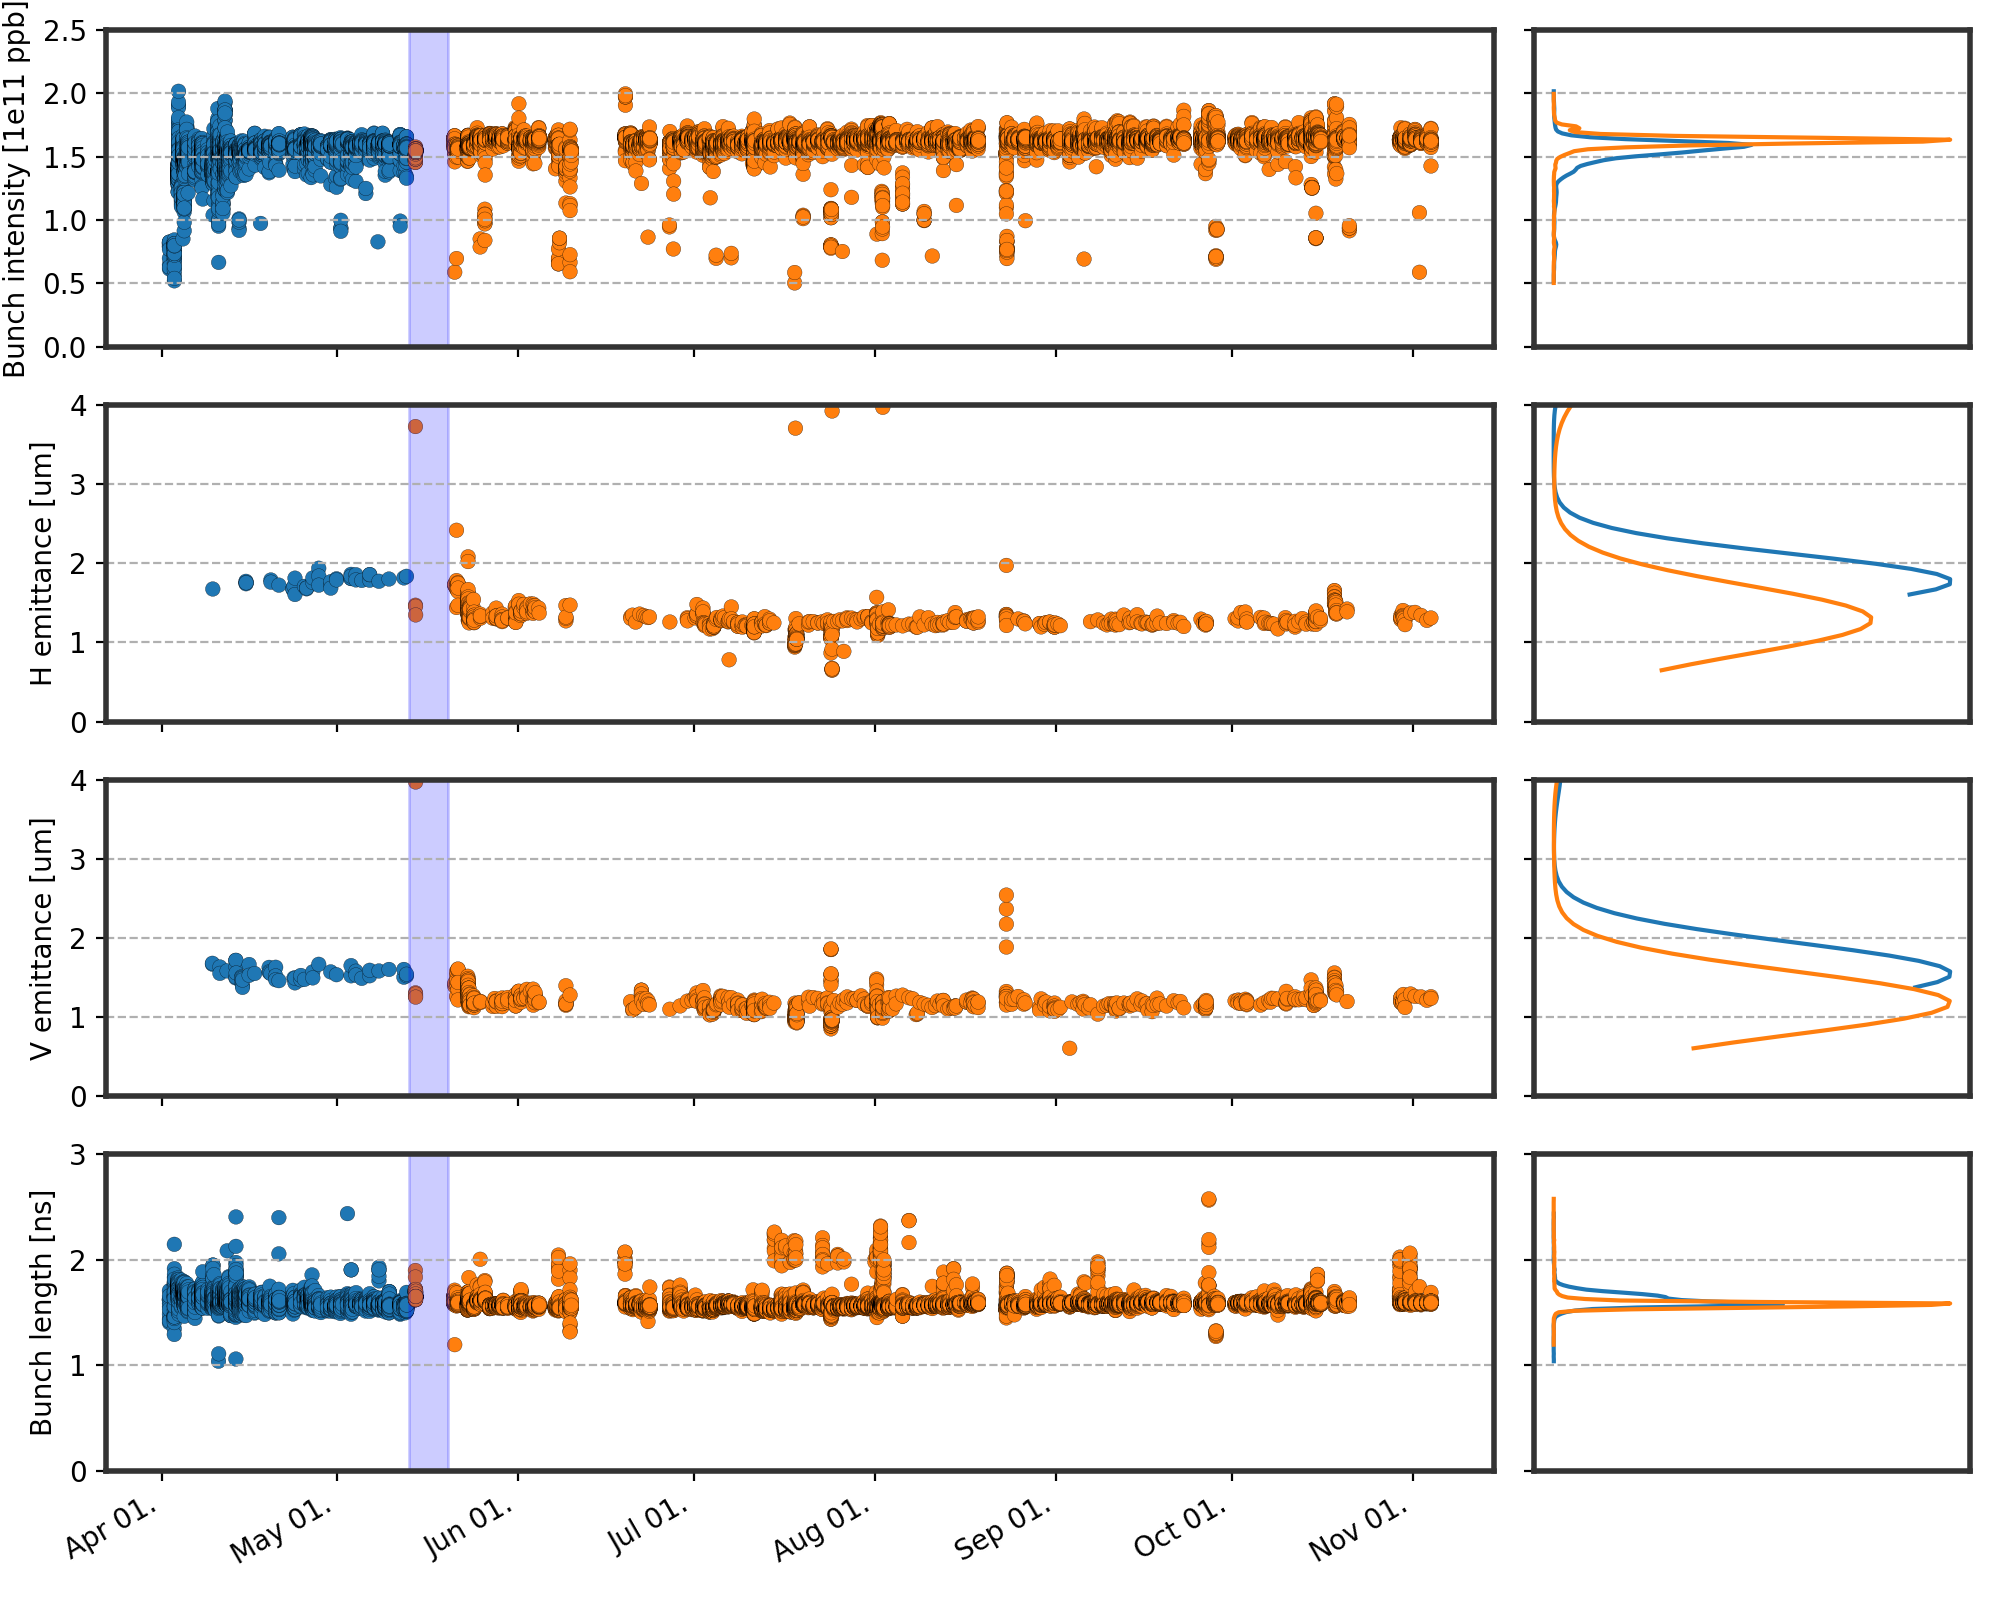 Bunch intensity [1e11 ppb]
2.5
2.0
1.5
1.0
0.5
0.0
H emittance [um]
4
3
2
1
0
V emittance [um]
4
3
2
1
0
Bunch length [ns]
3
2
1
0
Apr 01.
May 01.
Jun 01.
Jul 01.
Aug 01.
Sep 01.
Oct 01.
Nov 01.